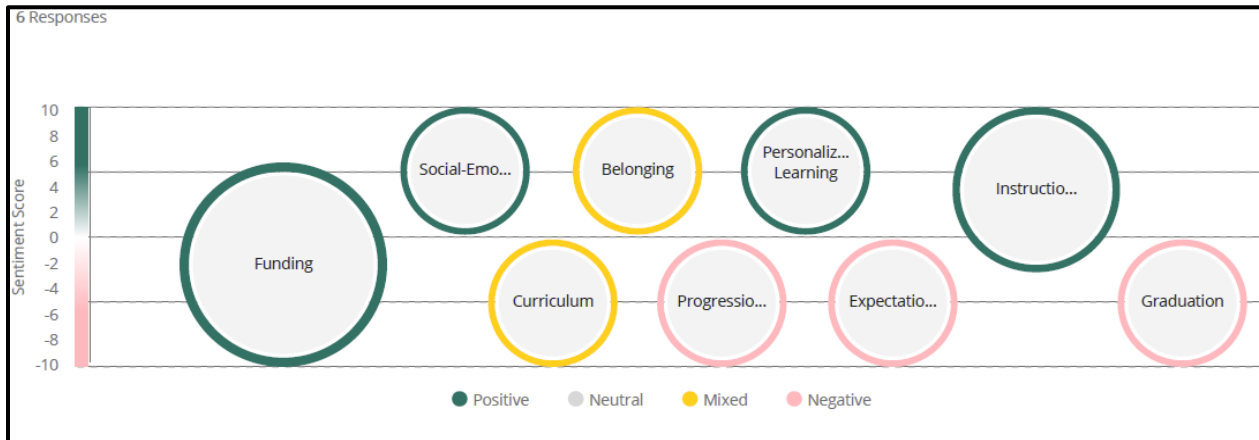 6 Responses
Sentiment Score
10
8
6
4
2
0
-2
-4
-6
-8
-10
Funding
Social-Emo...
Curriculum
Belonging
Progressio...
Personaliz...
Learning
Expectatio...
Instructio...
Graduation
Positive
Neutral
Mixed
Negative